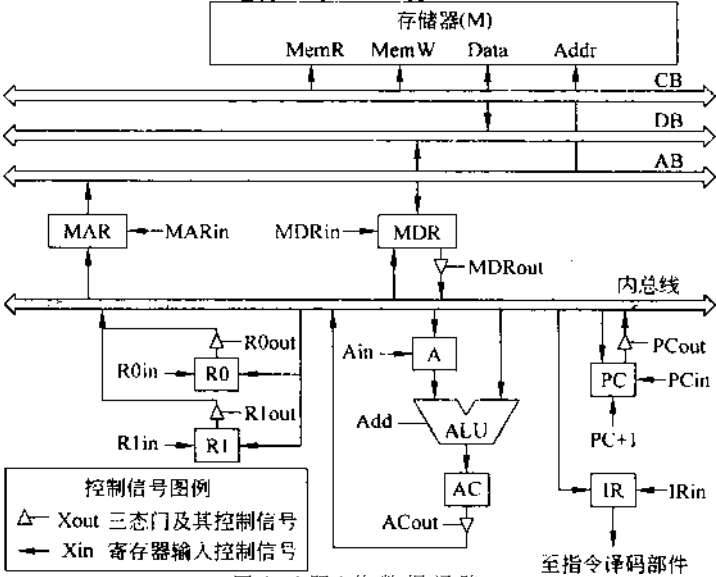 存储器(M)
MemR MemW Data Addr
CB
DB
AB
MAR MARin MDRin MDR
MDRout
内总线
R0out
R0in R0
R1out
R1in R1
Ain A
Add ALU
AC
ACout
PCout
PC PCin
PC+1
IR IRin
至指令译码部件
控制信号图例
Xout 三态门及其控制信号
Xin 寄存器输入控制信号